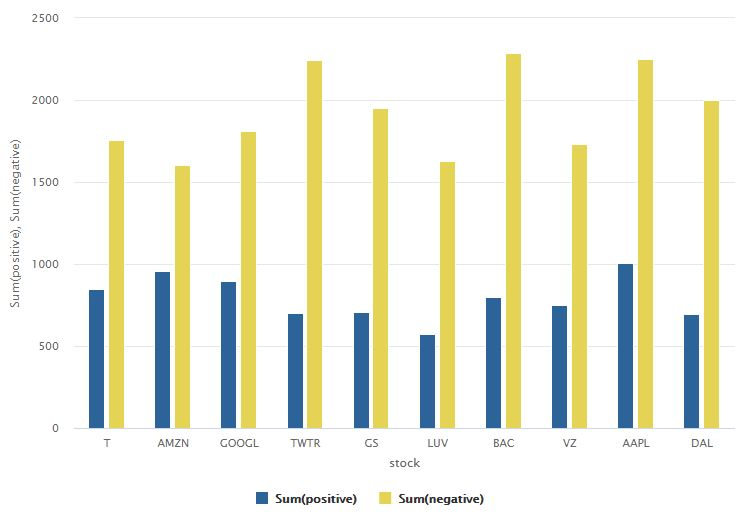 2500
2000
1500
1000
500
0
Sum(positive), Sum(negative)
T AMZN GOOGL TWTR GS LUV BAC VZ AAPL DAL
stock
Sum(positive) Sum(negative)